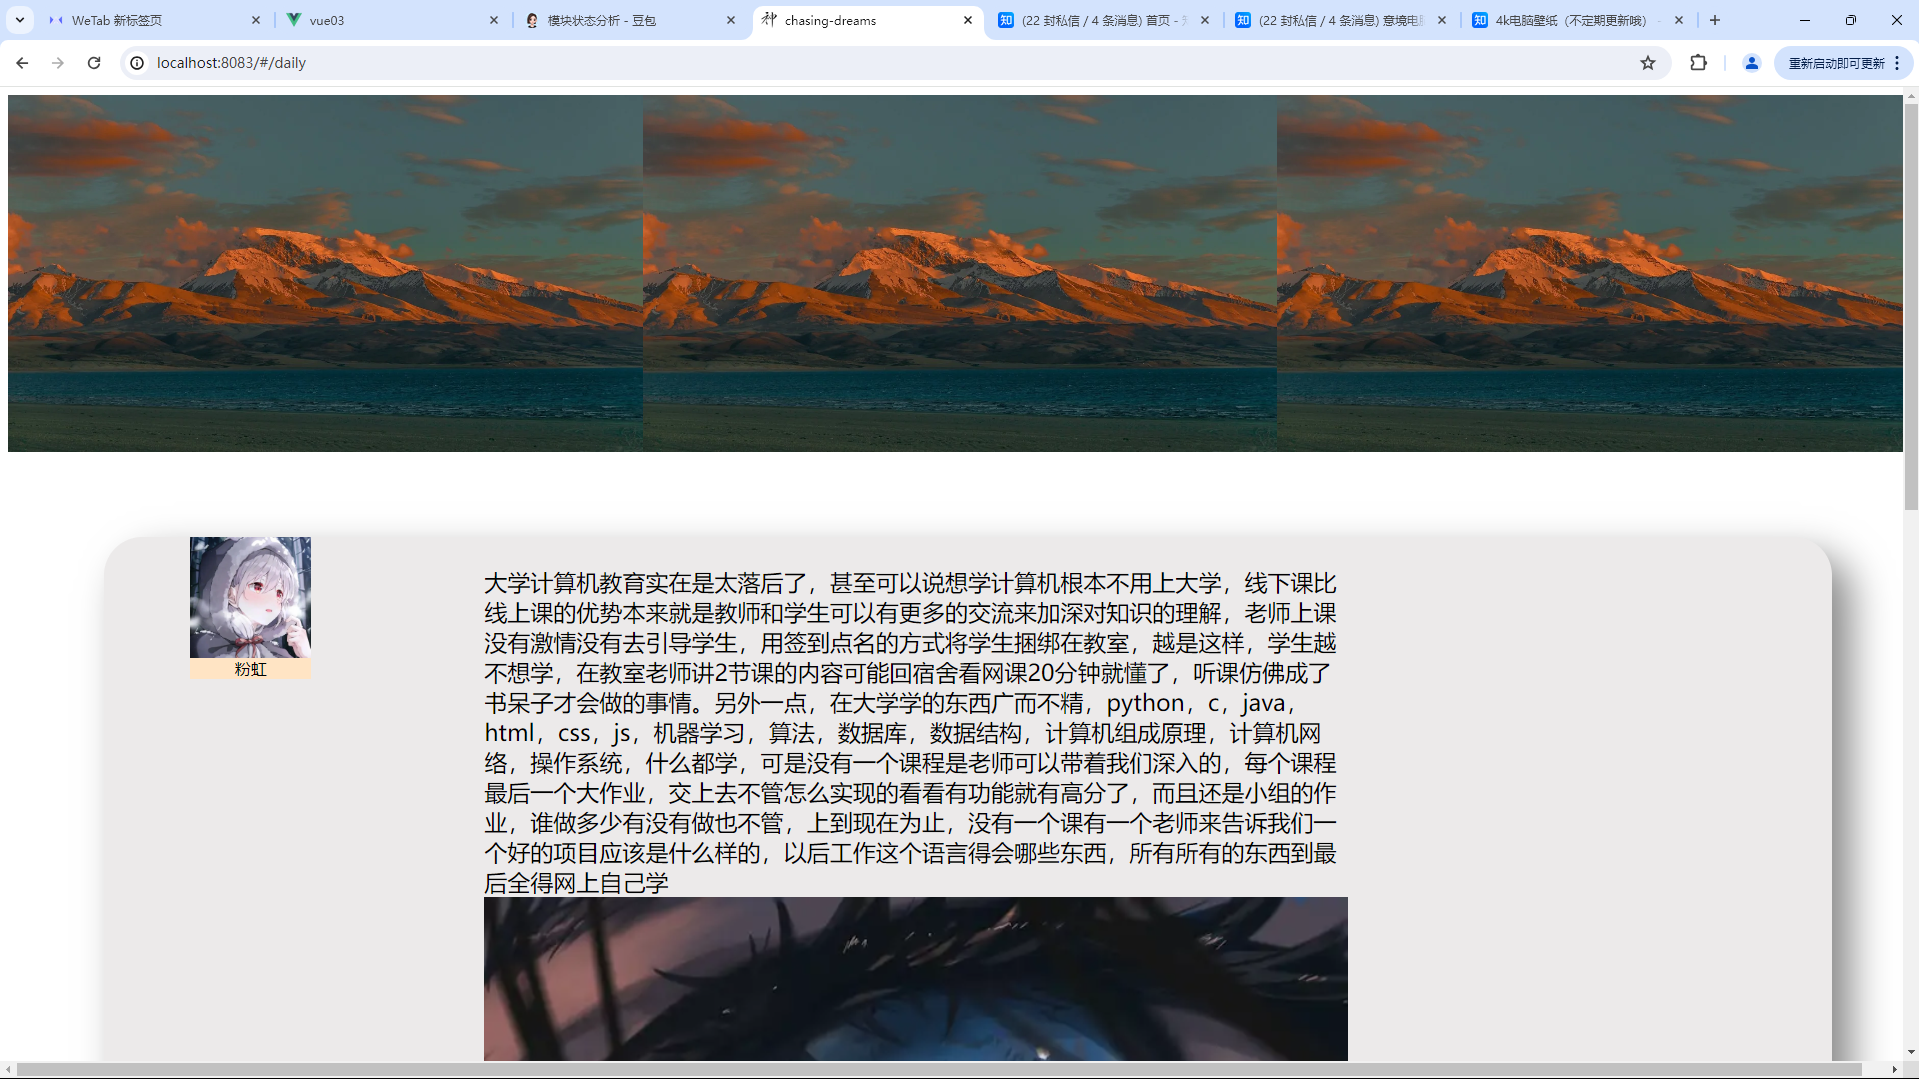 WeTab 新标签页
vue03
模块状态分析 - 豆包
chasing-dreams
(22 封私信 / 4 条消息) 首页 -
(22 封私信 / 4 条消息) 意境电
4k电脑壁纸（不定期更新哦） -
localhost:8083/#/daily
重新启动即可更新
大学计算机教育实在是太落后了，甚至可以说想学计算机根本不用上大学，线下课比
线上课的优势本来就是教师和学生可以有更多的交流来加深对知识的理解，老师上课
没有激情没有去引导学生，用签到点名的方式将学生捆绑在教室，越是这样，学生越
不想学，在教室老师讲2节课的内容可能回宿舍看网课20分钟就懂了，听课仿佛成了
书呆子才会做的事情。另外一点，在大学学的东西广而不精，python，c，java，
html，css，js，机器学习，算法，数据库，数据结构，计算机组成原理，计算机网
络，操作系统，什么都学，可是没有一个课程是老师可以带着我们深入的，每个课程
最后一个大作业，交上去不管怎么实现的看看有功能就有高分了，而且还是小组的作
业，谁做多少有没有做也不管，上到现在为止，没有一个课有一个老师来告诉我们一
个好的项目应该是什么样的，以后工作这个语言得会哪些东西，所有所有的东西到最
后全得网上自己学
粉虹